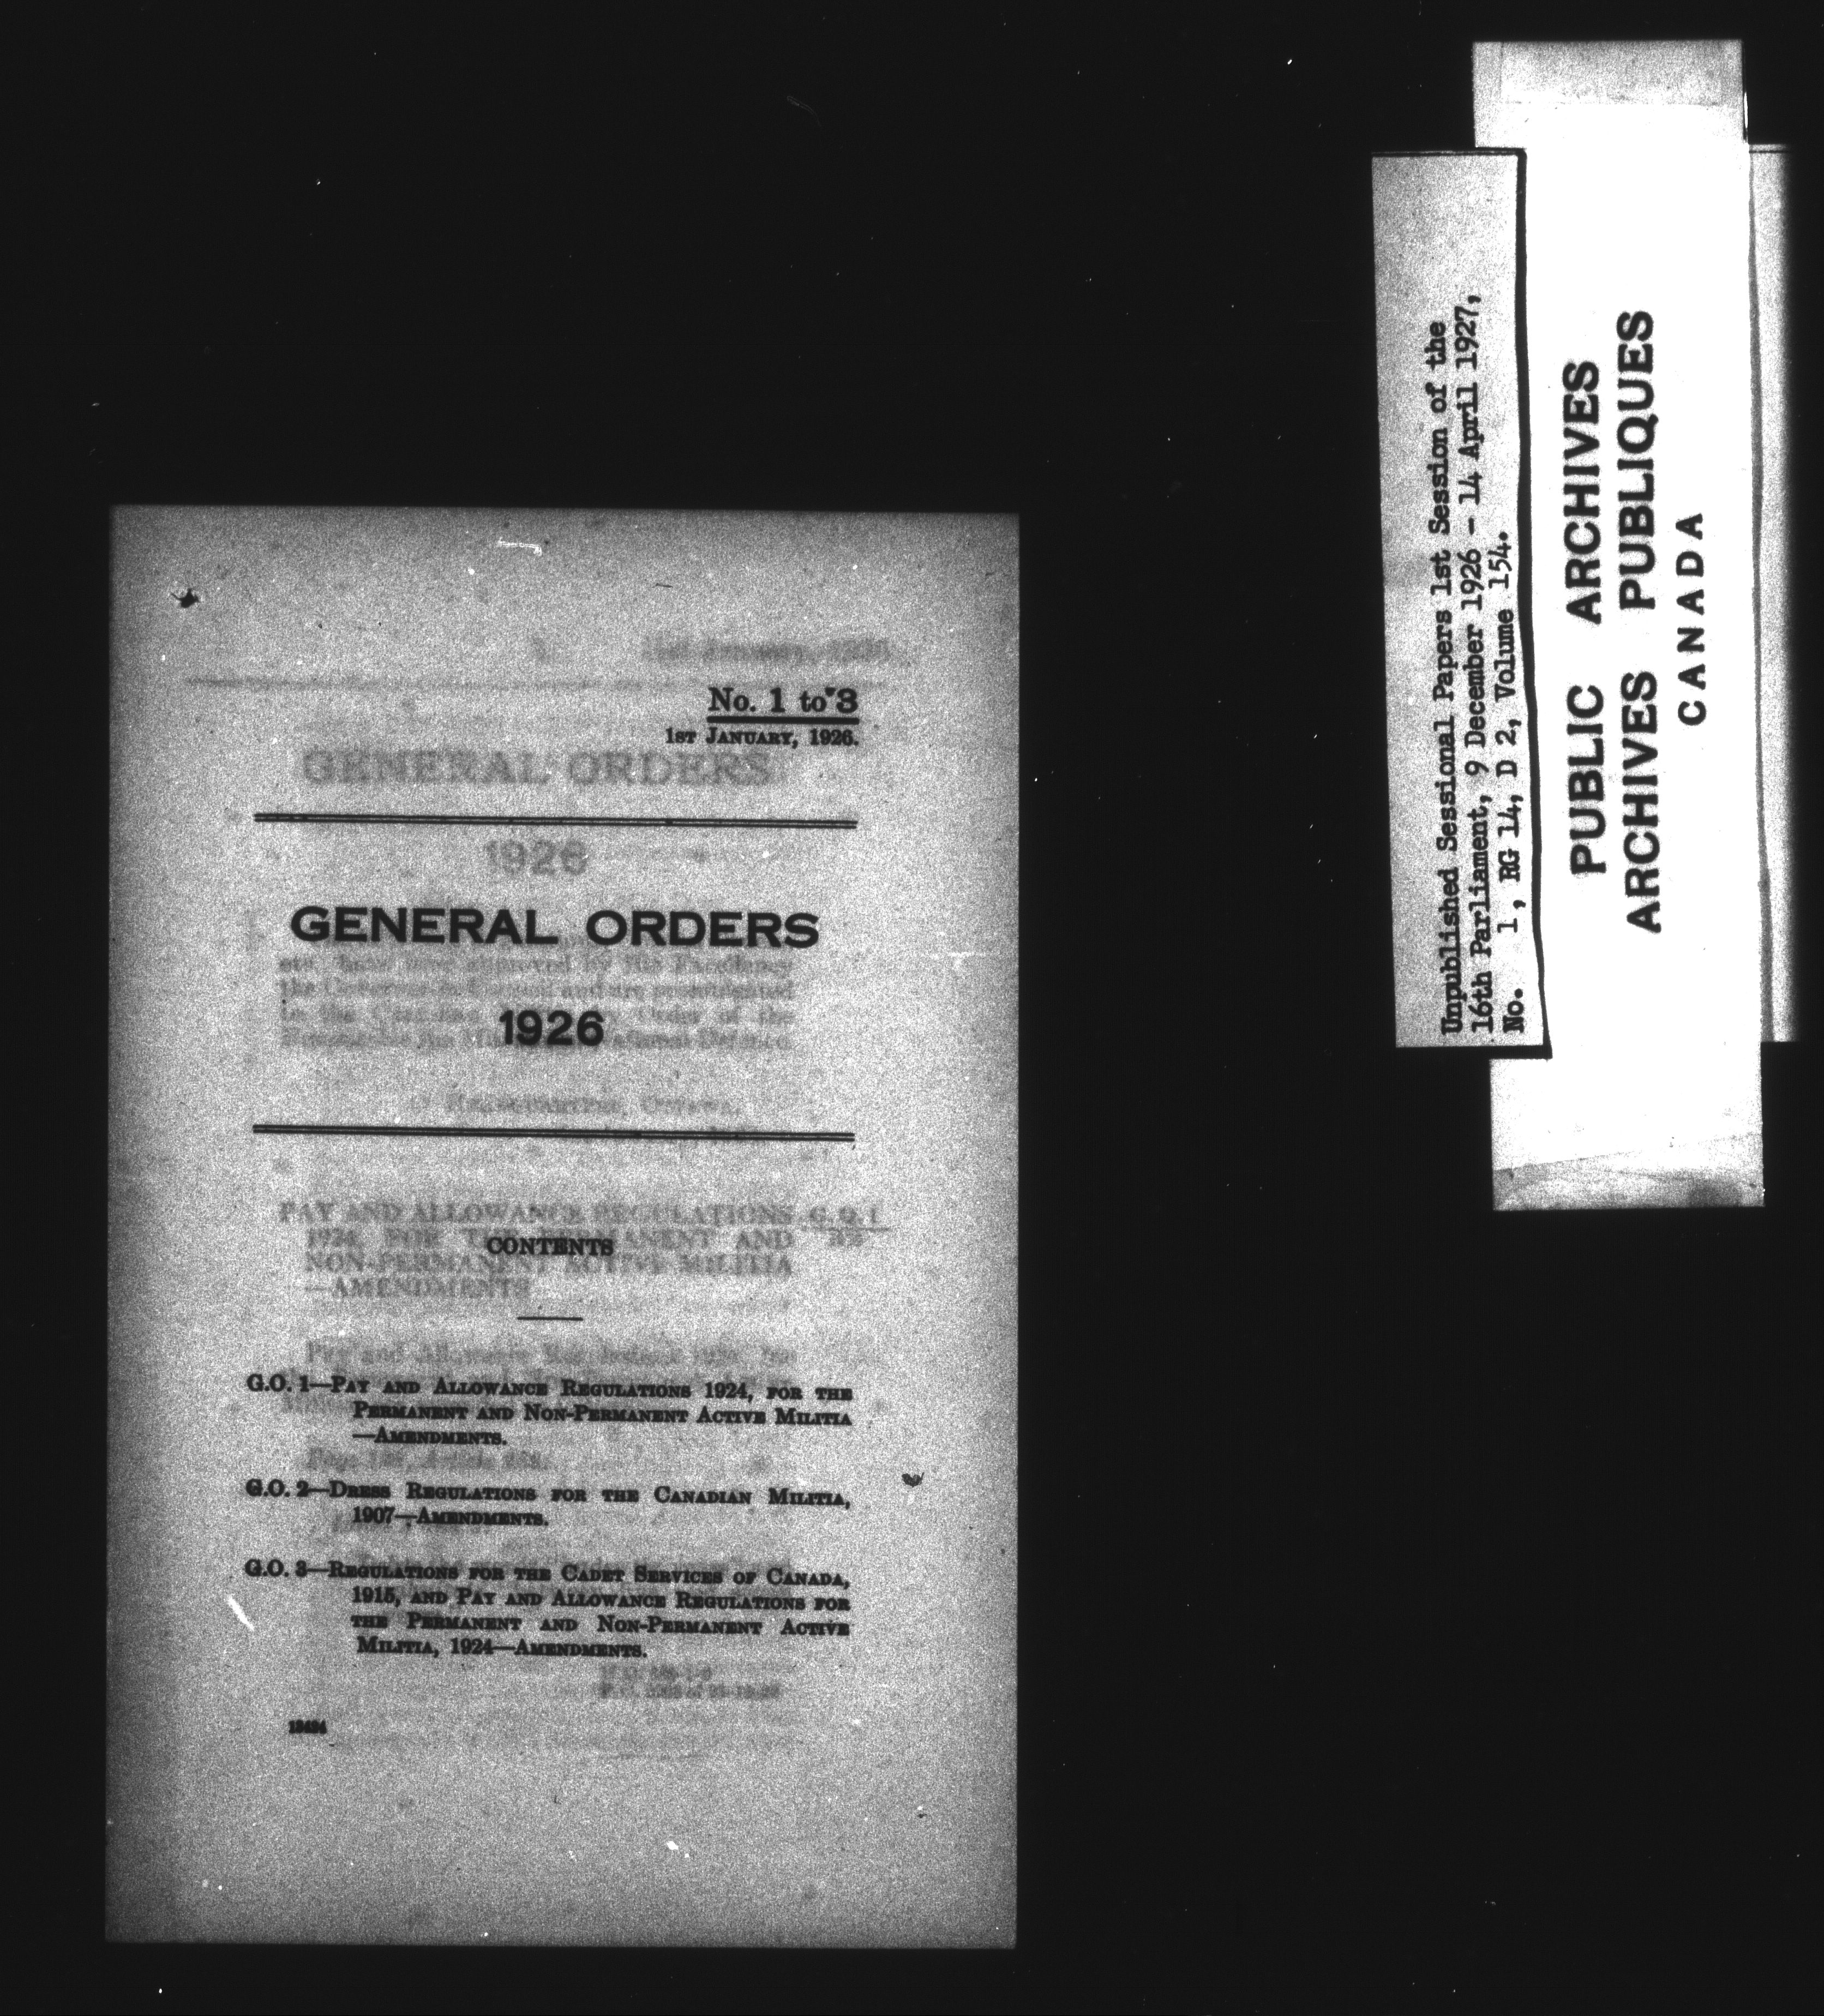 No. 1 to 3
1ST JANUARY, 1926.
GENERAL ORDERS
1926
GENERAL ORDERS
1926
CONTENTS
G.O. 1—PAY AND ALLOWANCE REGULATIONS 1924, FOR THE
PERMANENT AND NON-PERMANENT ACTIVE MILITIA
—AMENDMENTS.
G.O. 2—DRESS REGULATIONS FOR THE CANADIAN MILITIA,
1907—AMENDMENTS.
G.O. 3—REGULATIONS FOR THE CADET SERVICES OF CANADA,
1915, AND PAY AND ALLOWANCE REGULATIONS FOR
THE PERMANENT AND NON-PERMANENT ACTIVE
MILITIA, 1924—AMENDMENTS.
Unpublished Sessional Papers 1st Session of the
16th Parliament, 9 December 1926 - 14 April 1927,
No. 1, RG 14, D 2, Volume 154.
PUBLIC ARCHIVES
ARCHIVES PUBLIQUES
CANADA